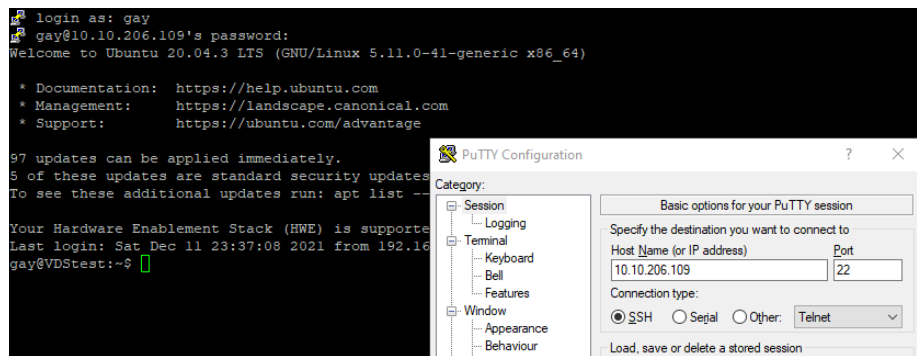 login as: gay
gay@10.10.206.109's password:
Welcome to Ubuntu 20.04.3 LTS (GNU/Linux 5.11.0-41-generic x86_64)
* Documentation: https://help.ubuntu.com
* Management: https://landscape.canonical.com
* Support: https://ubuntu.com/advantage
97 updates can be applied immediately.
5 of these updates are standard security updates
To see these additional updates run: apt list --
Your Hardware Enablement Stack (HWE) is supporte
Last login: Sat Dec 11 23:37:08 2021 from 192.16
gay@VDStest:~$
PuTTY Configuration
Category:
Session
Logging
Terminal
Keyboard
Bell
Features
Window
Appearance
Behaviour
Basic options for your PuTTY session
Specify the destination you want to connect to
Host Name (or IP address) Port
10.10.206.109 22
Connection type:
SSH Serial Other: Telnet
Load, save or delete a stored session